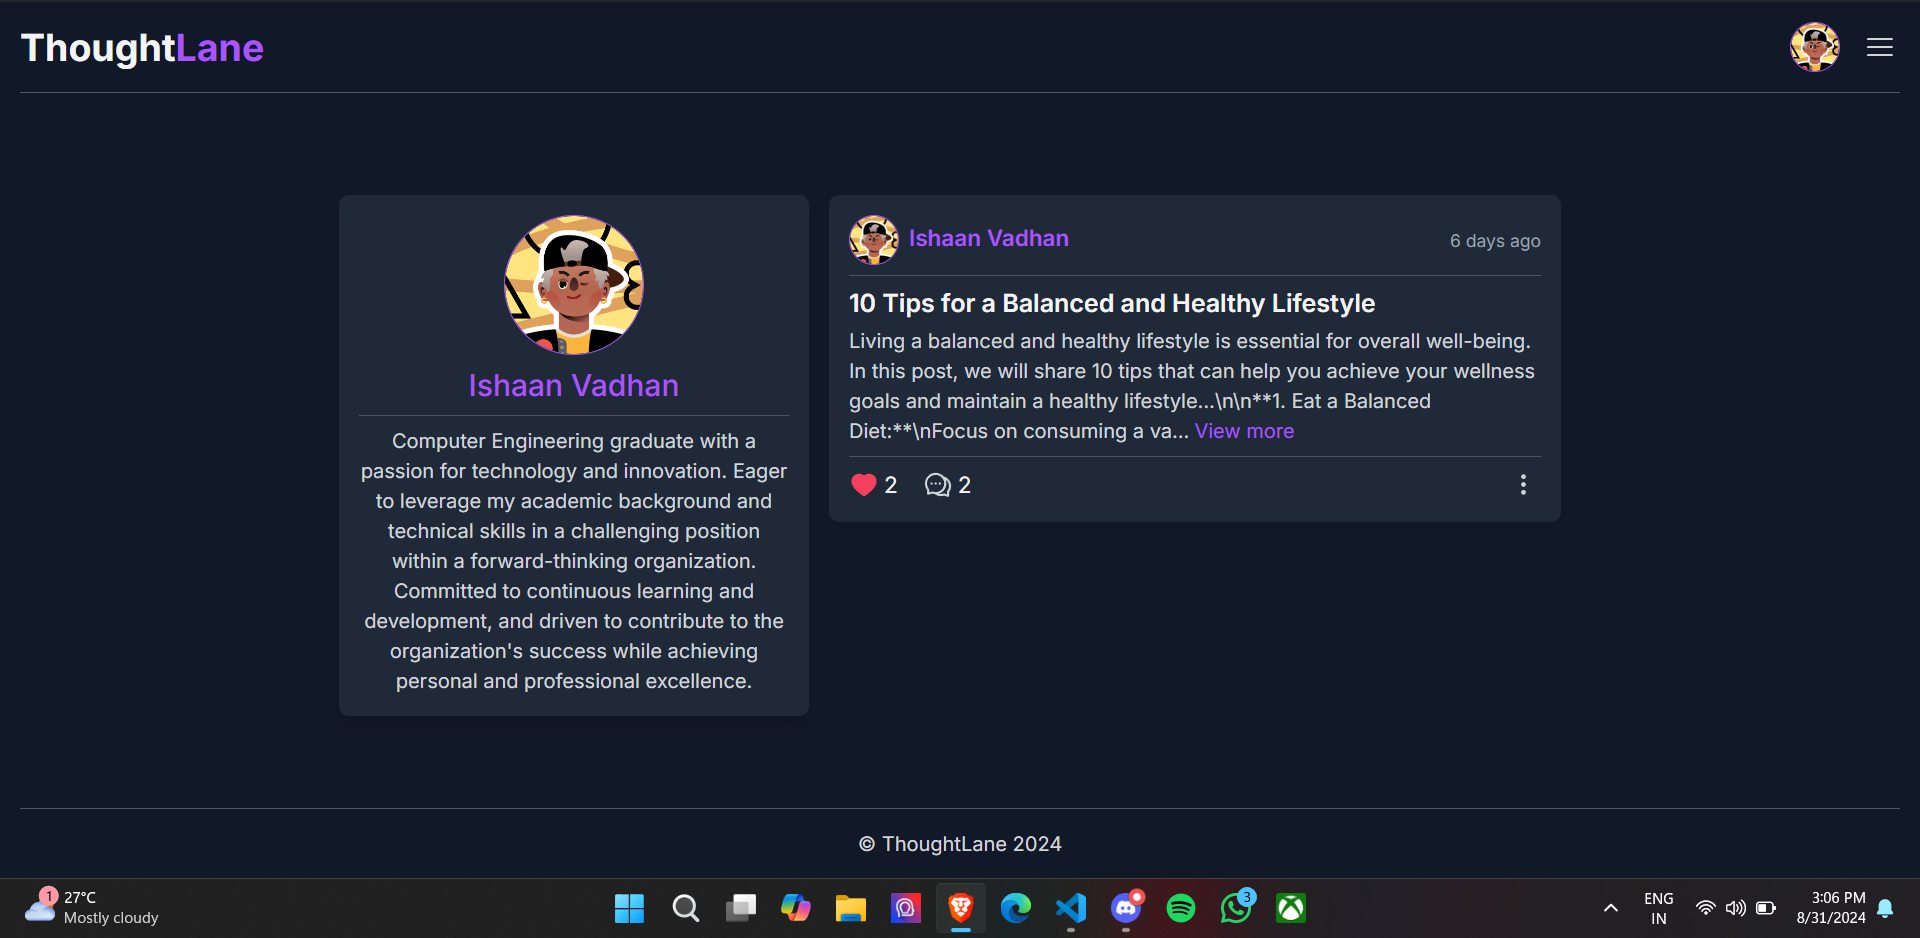 ThoughtLane
Ishaan Vadhan
Computer Engineering graduate with a
passion for technology and innovation. Eager
to leverage my academic background and
technical skills in a challenging position
within a forward-thinking organization.
Committed to continuous learning and
development, and driven to contribute to the
organization's success while achieving
personal and professional excellence.
Ishaan Vadhan
6 days ago
10 Tips for a Balanced and Healthy Lifestyle
Living a balanced and healthy lifestyle is essential for overall well-being.
In this post, we will share 10 tips that can help you achieve your wellness
goals and maintain a healthy lifestyle...\n\n**1. Eat a Balanced
Diet:**\nFocus on consuming a va... View more
2 2
© ThoughtLane 2024
1
27°C
Mostly cloudy
3
ENG
IN
3:06 PM
8/31/2024